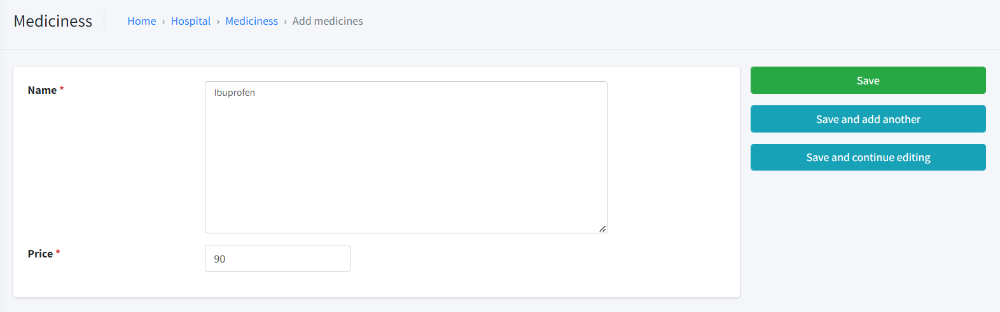 Mediciness
Home › Hospital › Mediciness › Add medicines
Name *
Ibuprofen
Price *
90
Save
Save and add another
Save and continue editing